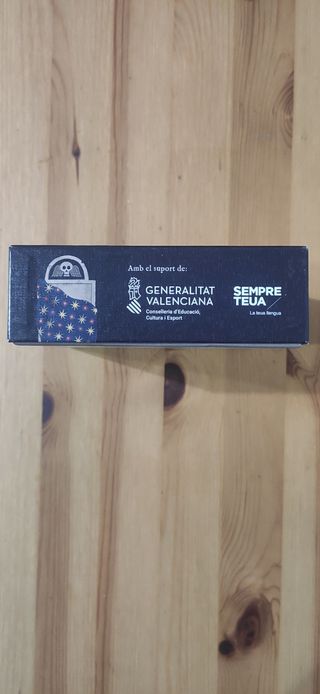 Amb el suport de:
GENERALITAT
VALENCIANA
Conselleria d'Educació,
Cultura i Esport
SEMPRE
TEUA
La teua llengua